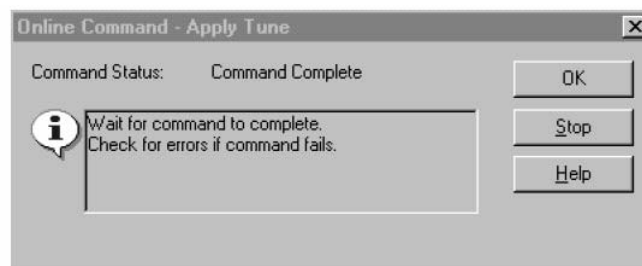 Online Command - Apply Tune
Command Status: Command Complete
OK
Wait for command to complete.
Check for errors if command fails.
Stop
Help